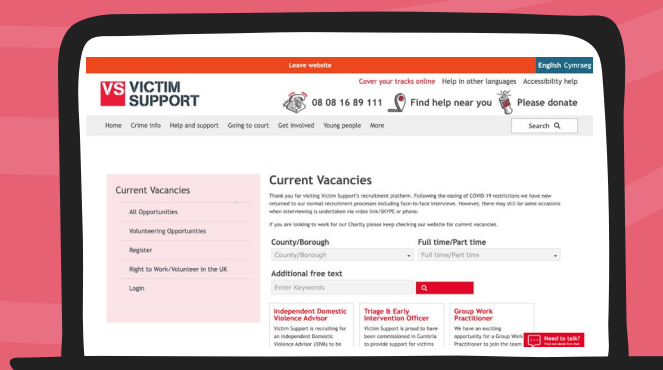 Leave website
English Cymraeg
Cover your tracks online Help in other languages Accessibility help
VS VICTIM SUPPORT
08 08 16 89 111 Find help near you Please donate
Home Crime info Help and support Going to court Get Involved Young people More Search
Current Vacancies
All Opportunities
Volunteering Opportunities
Register
Right to Work/Volunteer in the UK
Login
Current Vacancies
Thank you for visiting Victim Support's recruitment platform. Following the easing of COVID-19 restrictions we have now
returned to our normal recruitment processes including face-to-face interviews. However, there may still be some occasions
when interviewing is undertaken via video link/SKYPE or phone.
If you are looking to work for our Charity please keep checking our website for current vacancies.
County/Borough Full time/Part time
County/Borough Full time/Part time
Additional free text
Enter Keywords
Independent Domestic
Violence Advisor
Victim Support is recruiting for
an Independent Domestic
Violence Advisor (IDVA) to be
Triage & Early
Intervention Officer
Victim Support is proud to have
been commissioned in Cumbria
to provide support for victims
Group Work
Practitioner
We have an exciting
opportunity for a Group Work
Practitioner to join the team
Need to talk?
Find out about live chat